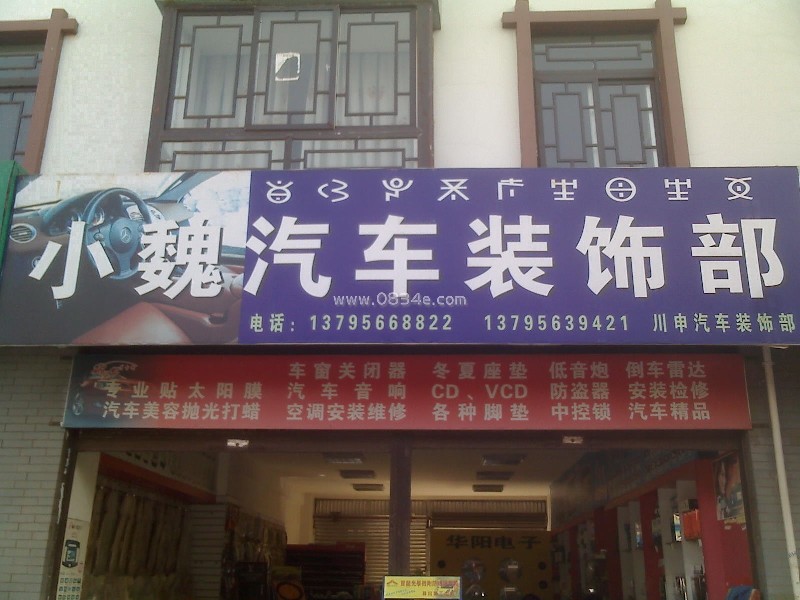 小魏汽车装饰部
www.0834e.com
电话：13795668822 13795639421 川申汽车装饰部
车窗关闭器 冬夏座垫 低音炮 倒车雷达
专业贴太阳膜 汽车音响 CD、VCD 防盗器 安装检修
汽车美容抛光打蜡 空调安装维修 各种脚垫 中控锁 汽车精品
华阳电子